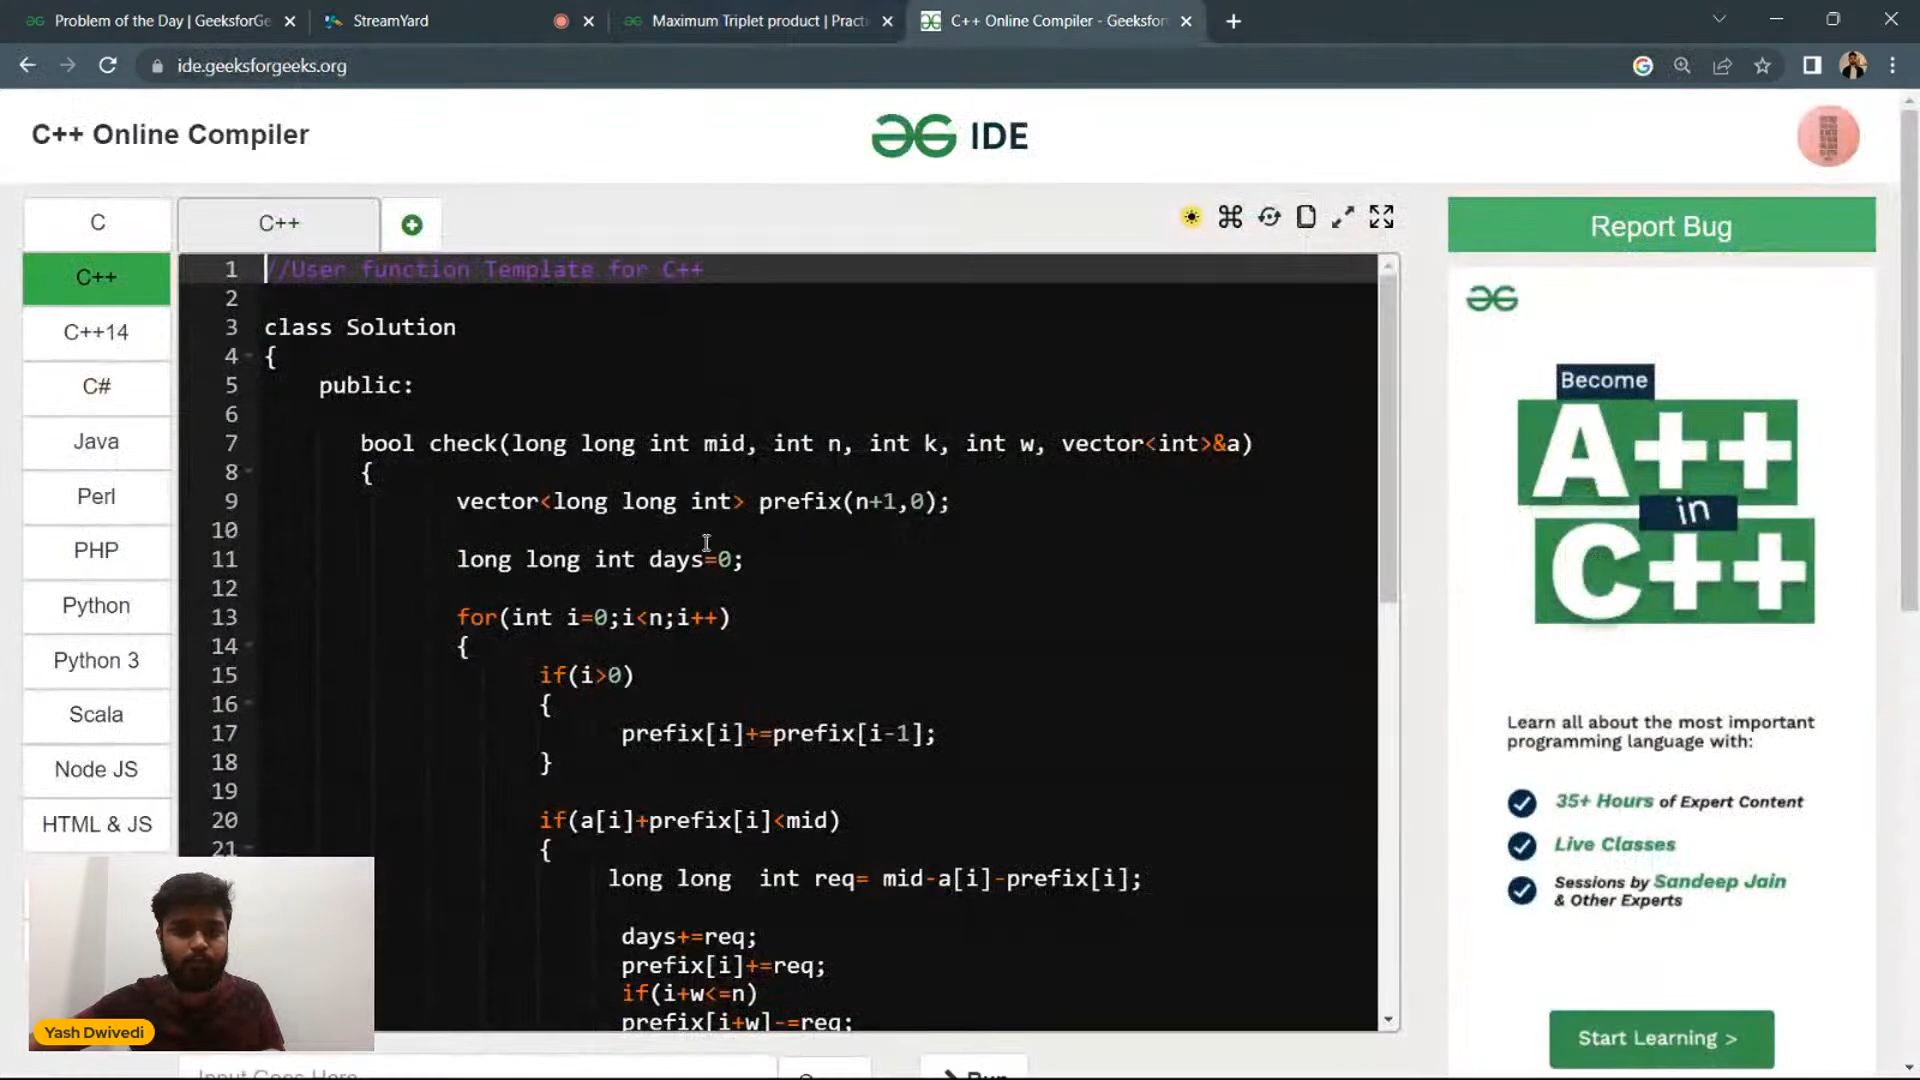 Problem of the Day | GeeksforGe
StreamYard
Maximum Triplet product | Practi
C++ Online Compiler - Geeksfor
ide.geeksforgeeks.org
C++ Online Compiler
IDE
C
C++
C++14
C#
Java
Perl
PHP
Python
Python 3
Scala
Node JS
HTML & JS
C++
1 //User function Template for C++
2
3 class Solution
4 {
5 public:
6
7 bool check(long long int mid, int n, int k, int w, vector<int>&a)
8 {
9 vector<long long int> prefix(n+1,0);
10
11 long long int days=0;
12
13 for(int i=0;i<n;i++)
14 {
15 if(i>0)
16 {
17 prefix[i]+=prefix[i-1];
18 }
19
20 if(a[i]+prefix[i]<mid)
21 {
long long int req= mid-a[i]-prefix[i];
days+=req;
prefix[i]+=req;
if(i+w<=n)
prefix[i+w]-=req;
Report Bug
Become
A++
in
C++
Learn all about the most important
programming language with:
35+ Hours of Expert Content
Live Classes
Sessions by Sandeep Jain
& Other Experts
Start Learning >
Yash Dwivedi
Input Goes Here
Run